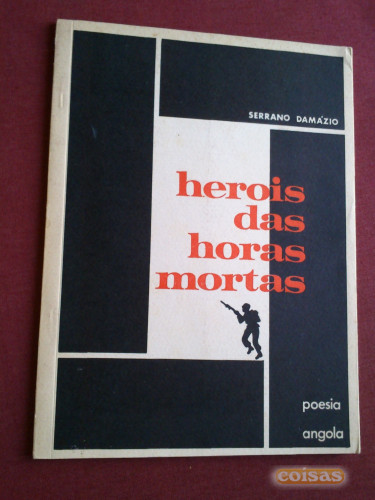 SERRANO DAMÁZIO
herois
das
horas
mortas
poesia
angola
coisas